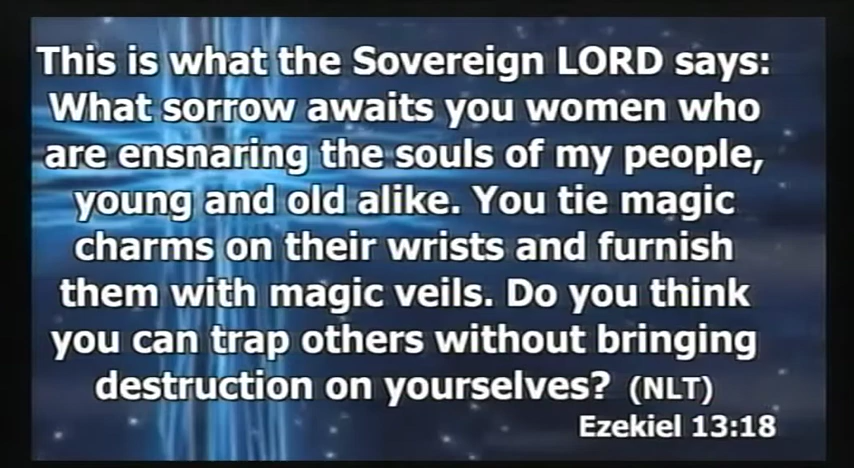 This is what the Sovereign LORD says:
What sorrow awaits you women who
are ensnaring the souls of my people,
young and old alike. You tie magic
charms on their wrists and furnish
them with magic veils. Do you think
you can trap others without bringing
destruction on yourselves? (NLT)
Ezekiel 13:18